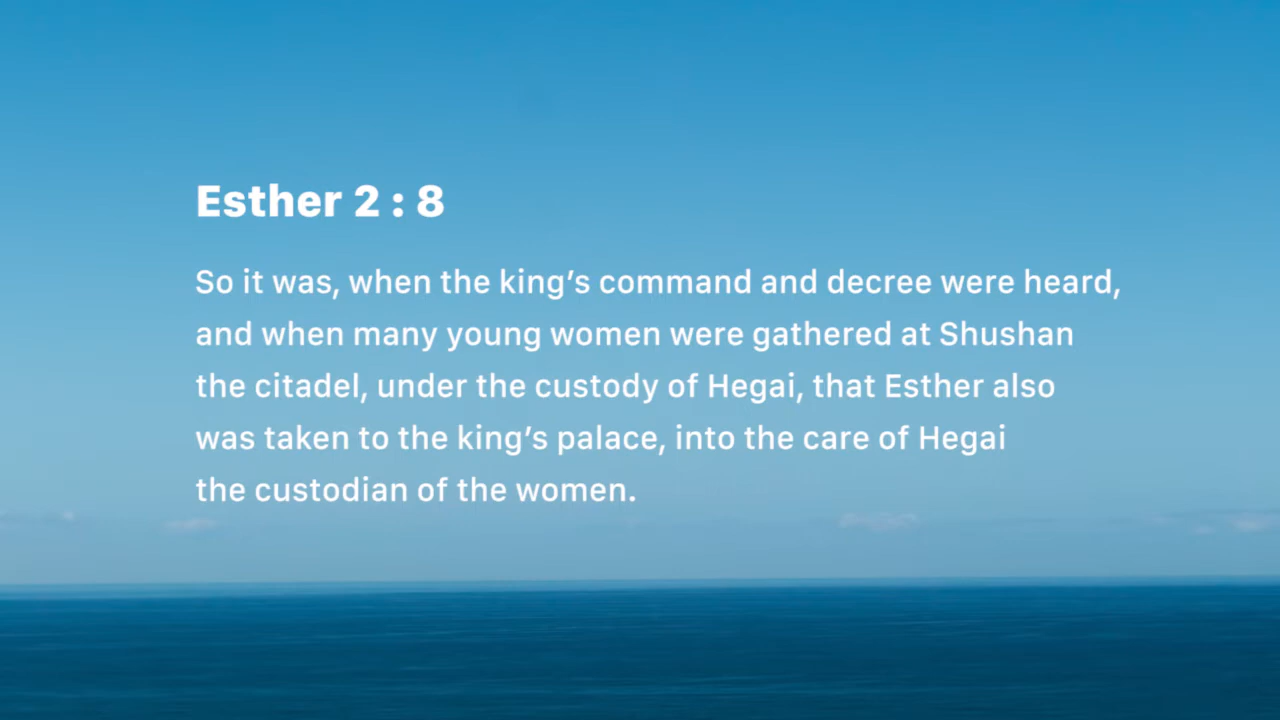 Esther 2 : 8
So it was, when the king’s command and decree were heard,
and when many young women were gathered at Shushan
the citadel, under the custody of Hegai, that Esther also
was taken to the king’s palace, into the care of Hegai
the custodian of the women.